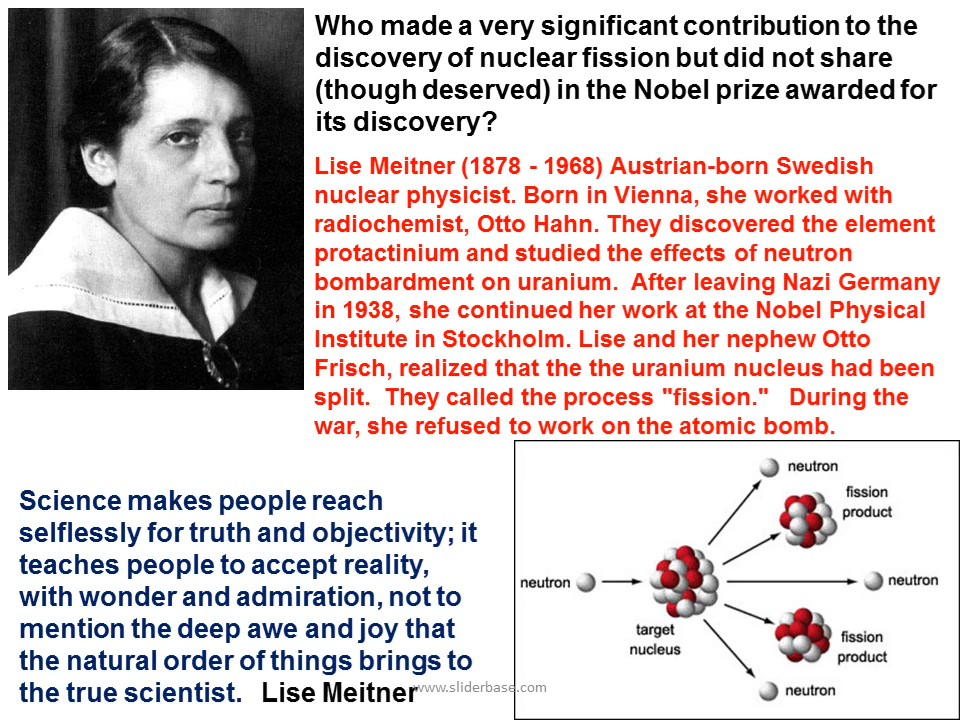 Who made a very significant contribution to the
discovery of nuclear fission but did not share
(though deserved) in the Nobel prize awarded for
its discovery?
Lise Meitner (1878 - 1968) Austrian-born Swedish
nuclear physicist. Born in Vienna, she worked with
radiochemist, Otto Hahn. They discovered the element
protactinium and studied the effects of neutron
bombardment on uranium.  After leaving Nazi Germany
in 1938, she continued her work at the Nobel Physical
Institute in Stockholm. Lise and her nephew Otto
Frisch, realized that the the uranium nucleus had been
split.  They called the process "fission."   During the
war, she refused to work on the atomic bomb.
Science makes people reach
selflessly for truth and objectivity; it
teaches people to accept reality,
with wonder and admiration, not to
mention the deep awe and joy that
the natural order of things brings to
the true scientist.   Lise Meitner
neutron
target
nucleus
neutron
fission
product
neutron
fission
product
neutron
www.sliderbase.com